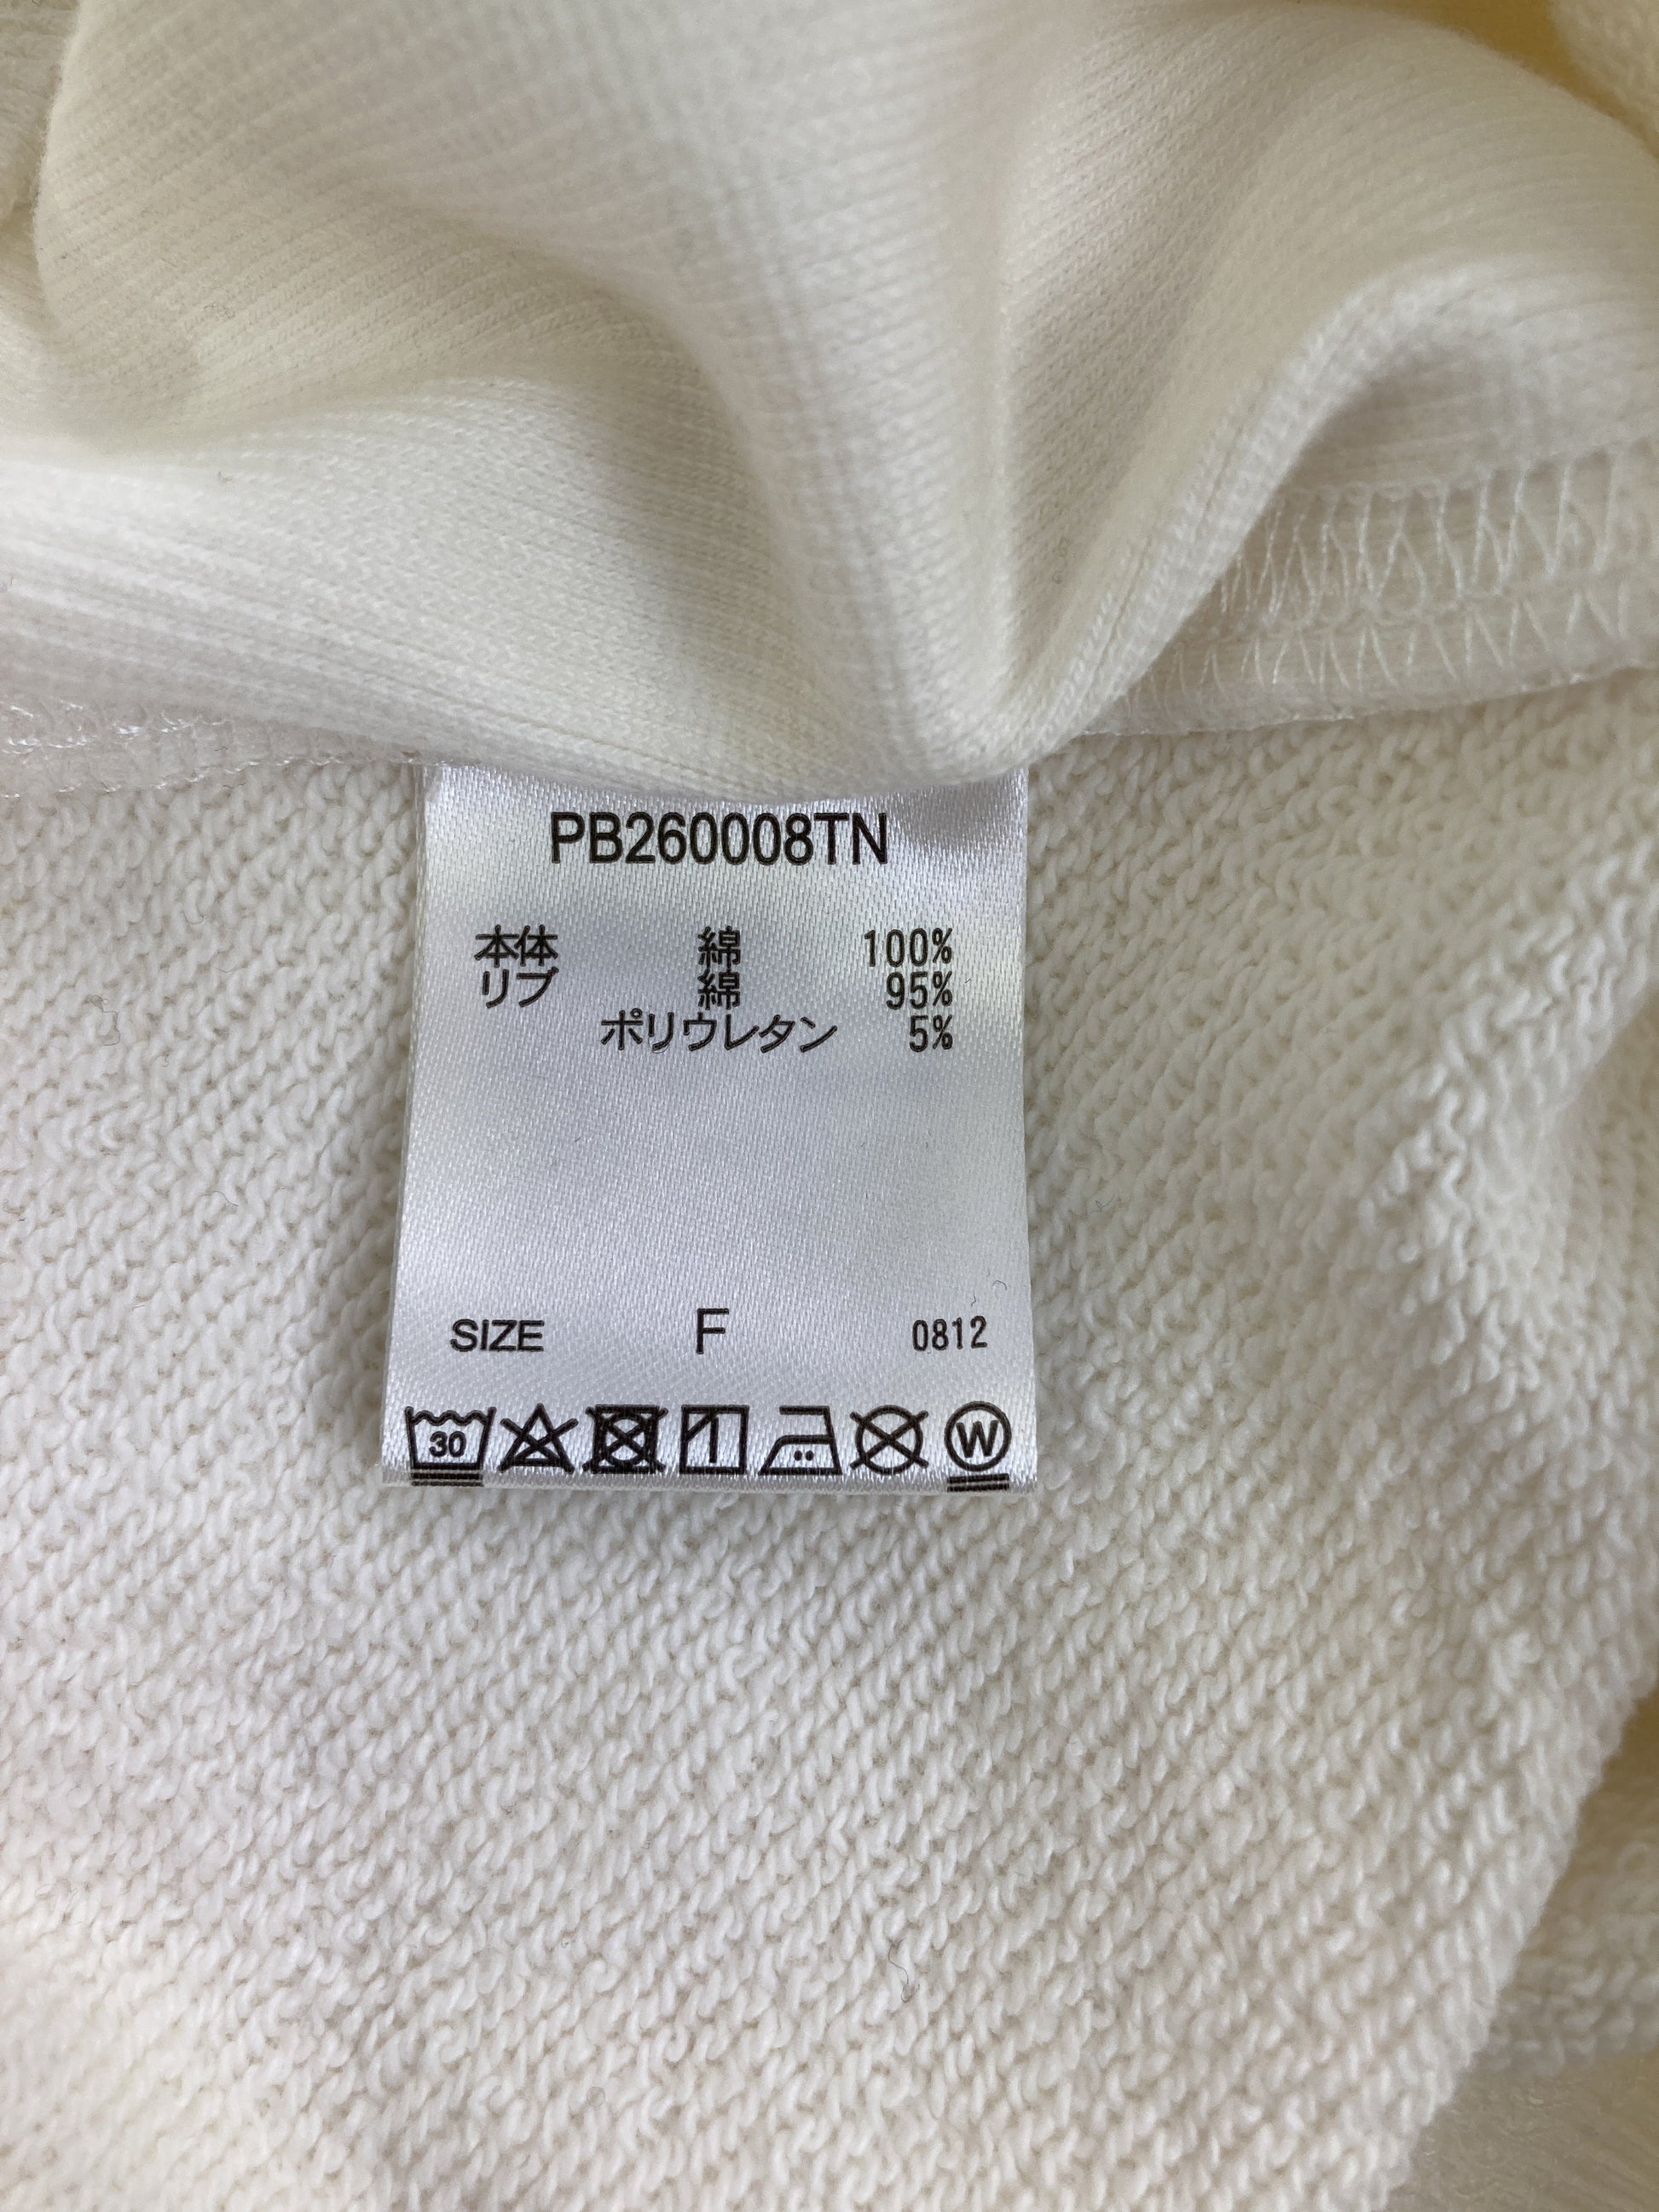 PB260008TN
本体 綿 100%
リブ 綿 95%
ポリウレタン 5%
SIZE F 0812
30 W